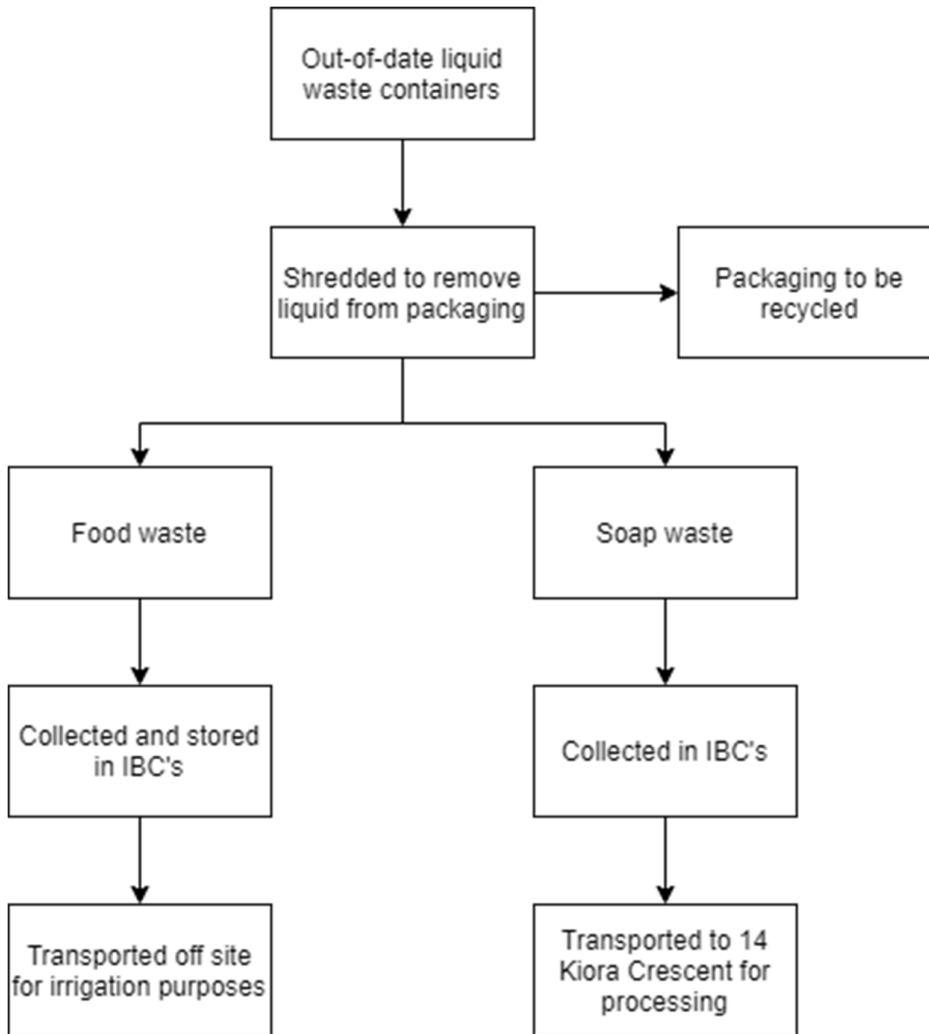 Out-of-date liquid
waste containers
Shredded to remove
liquid from packaging
Packaging to be
recycled
Food waste
Soap waste
Collected and stored
in IBC's
Collected in IBC's
Transported off site
for irrigation purposes
Transported to 14
Kiora Crescent for
processing